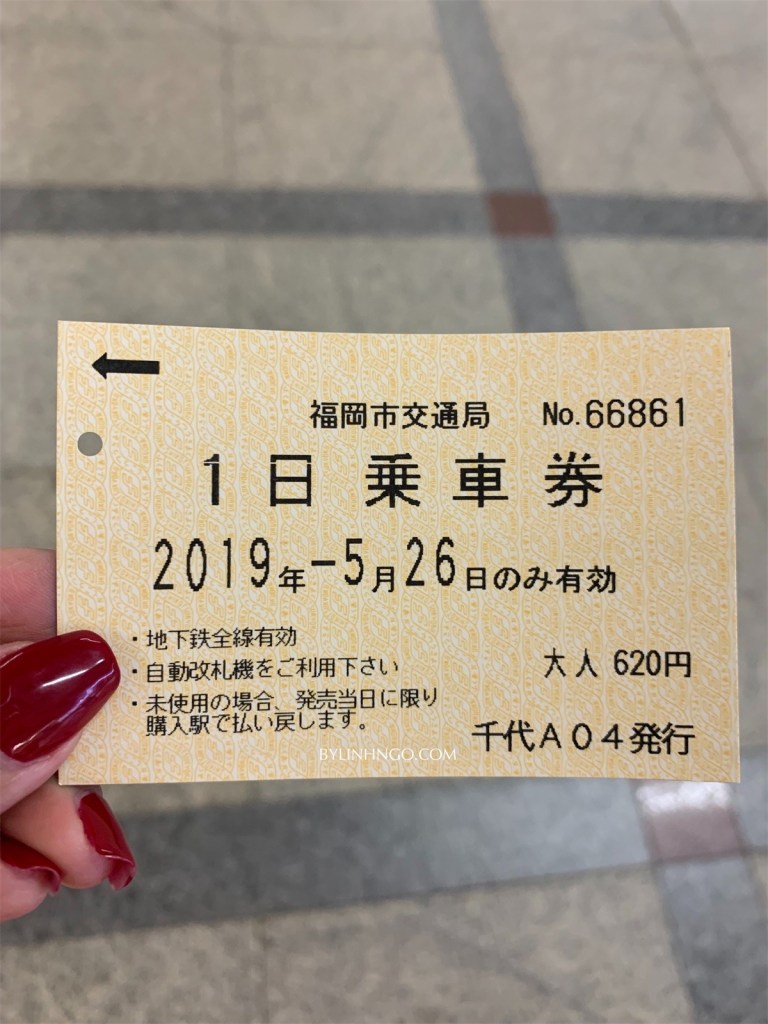 ←
福岡市交通局 No.66861
1日乗車券
2019年-5月26日のみ有効
・地下鉄全線有効
・自動改札機をご利用下さい
大人 620円
・未使用の場合、発売当日に限り
購入駅で払い戻します。
千代A04発行
BYLINHNGO.COM